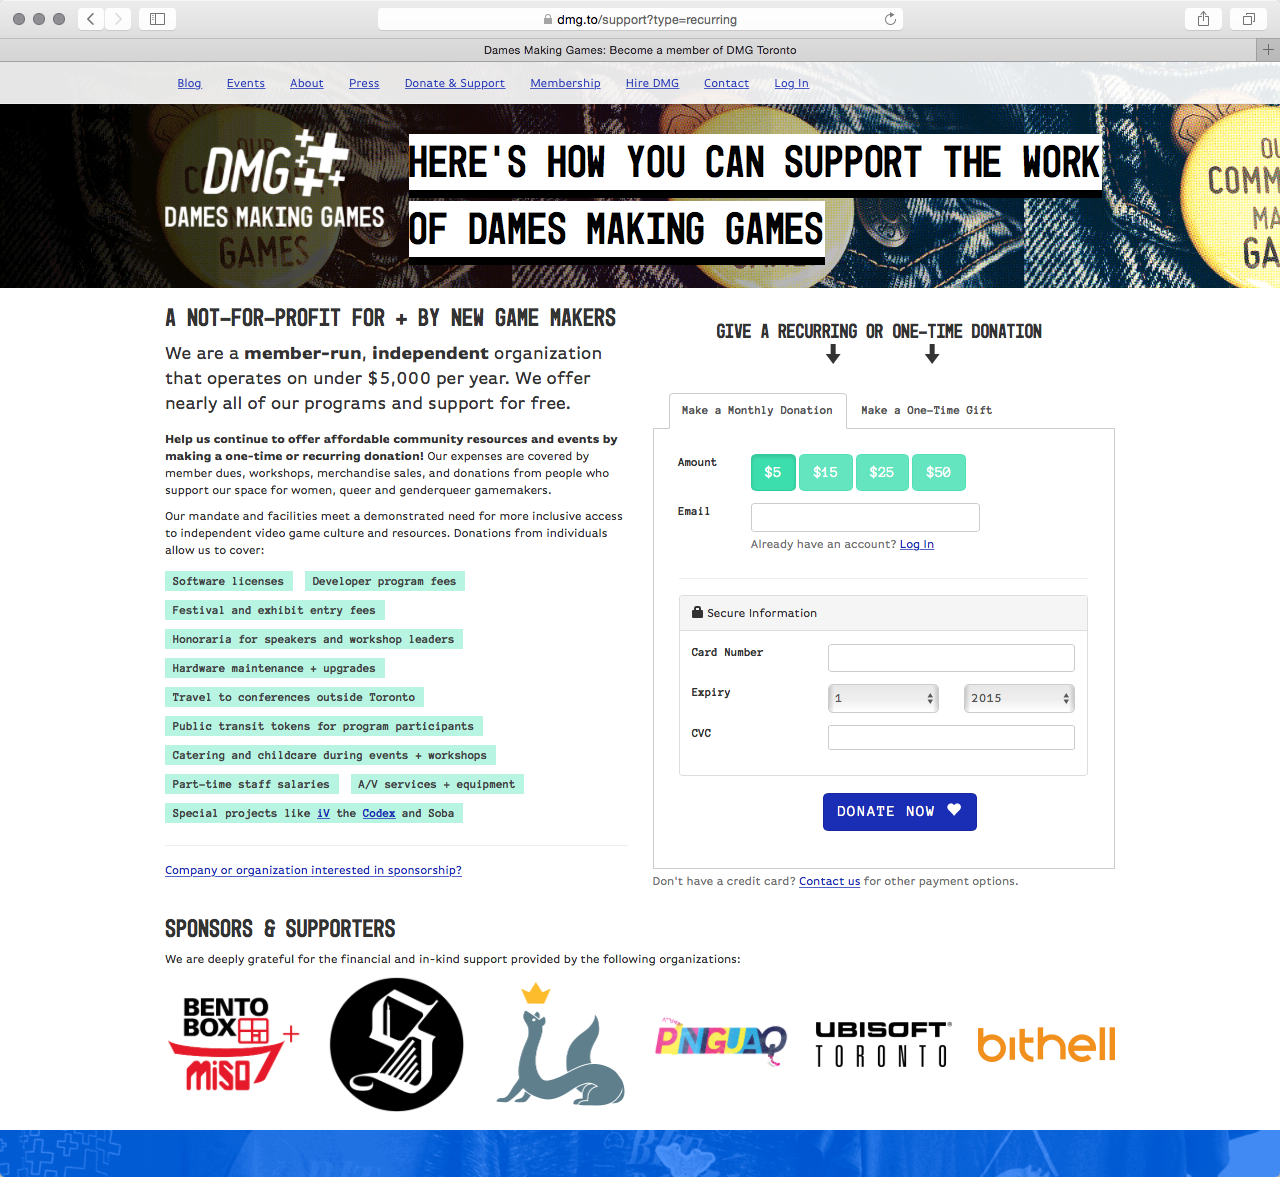 dmg.to/support?type=recurring
Dames Making Games: Become a member of DMG Toronto
Blog Events About Press Donate & Support Membership Hire DMG Contact Log In
DMG
DAMES MAKING GAMES
HERE'S HOW YOU CAN SUPPORT THE WORK
OF DAMES MAKING GAMES
A NOT-FOR-PROFIT FOR + BY NEW GAME MAKERS
We are a member-run, independent organization
that operates on under $5,000 per year. We offer
nearly all of our programs and support for free.
Help us continue to offer affordable community resources and events by
making a one-time or recurring donation! Our expenses are covered by
member dues, workshops, merchandise sales, and donations from people who
support our space for women, queer and genderqueer gamemakers.
Our mandate and facilities meet a demonstrated need for more inclusive access
to independent video game culture and resources. Donations from individuals
allow us to cover:
Software licenses Developer program fees
Festival and exhibit entry fees
Honoraria for speakers and workshop leaders
Hardware maintenance + upgrades
Travel to conferences outside Toronto
Public transit tokens for program participants
Catering and childcare during events + workshops
Part-time staff salaries A/V services + equipment
Special projects like iV the Codex and Soba
Company or organization interested in sponsorship?
GIVE A RECURRING OR ONE-TIME DONATION
Make a Monthly Donation Make a One-Time Gift
Amount $5 $15 $25 $50
Email
Already have an account? Log In
Secure Information
Card Number
Expiry 1 2015
CVC
DONATE NOW
Don't have a credit card? Contact us for other payment options.
SPONSORS & SUPPORTERS
We are deeply grateful for the financial and in-kind support provided by the following organizations:
BENTO
BOX
MISO
PINGUAQ
UBISOFT
TORONTO
bithell